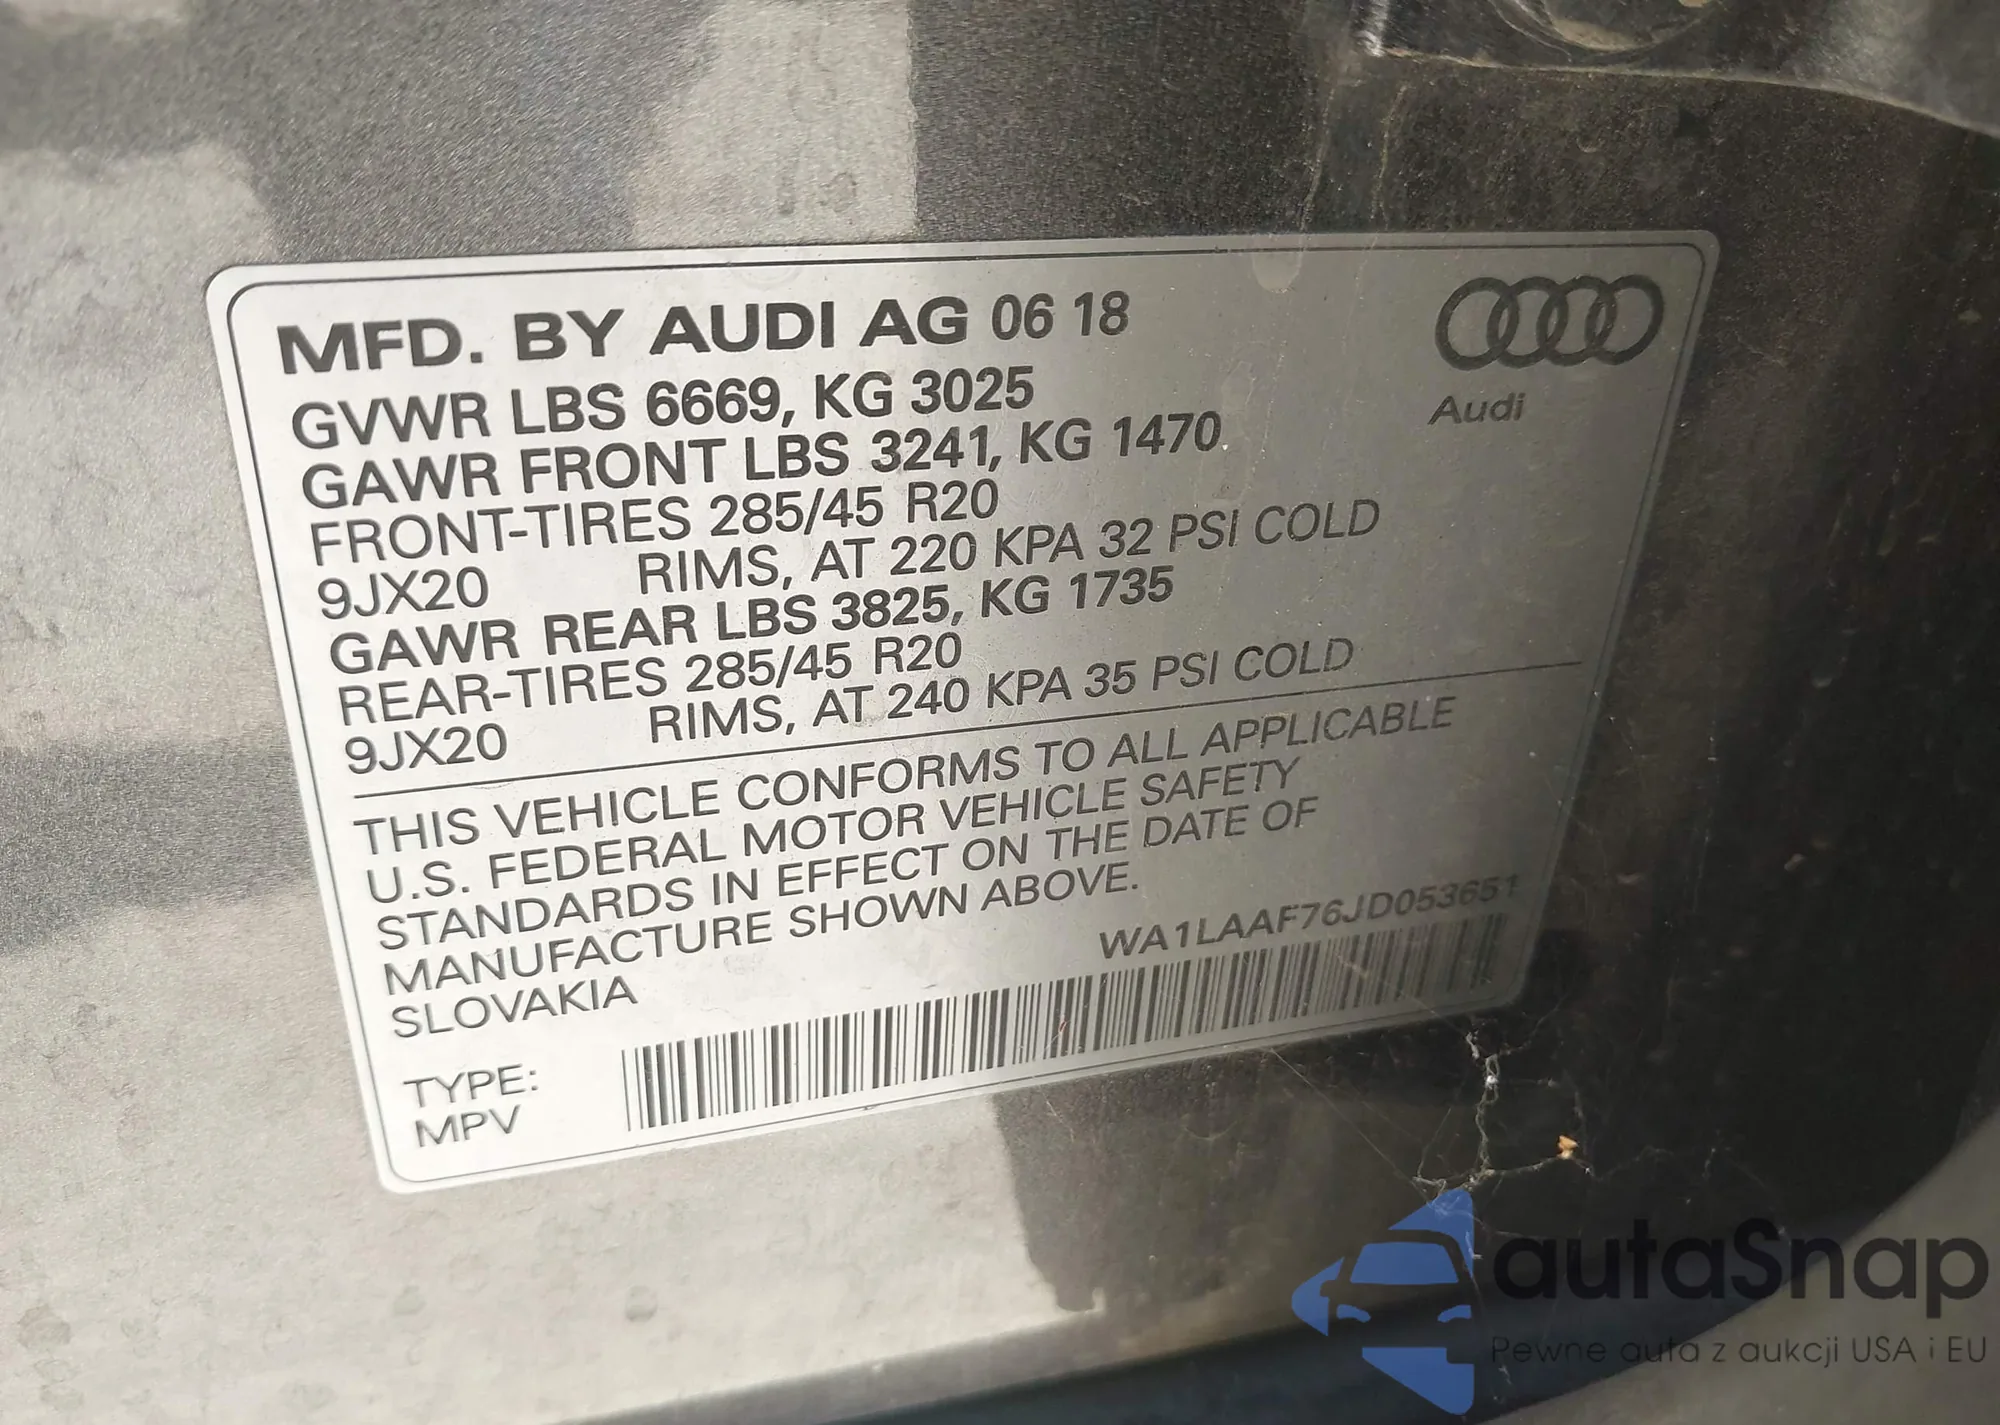 MFD. BY AUDI AG 06 18
Audi
GVWR LBS 6669, KG 3025
GAWR FRONT LBS 3241, KG 1470
FRONT-TIRES 285/45 R20
9JX20 RIMS, AT 220 KPA 32 PSI COLD
GAWR REAR LBS 3825, KG 1735
REAR-TIRES 285/45 R20
9JX20 RIMS, AT 240 KPA 35 PSI COLD
THIS VEHICLE CONFORMS TO ALL APPLICABLE
U.S. FEDERAL MOTOR VEHICLE SAFETY
STANDARDS IN EFFECT ON THE DATE OF
MANUFACTURE SHOWN ABOVE.
SLOVAKIA
WA1LAAF76JD053651
TYPE:
MPV
autaSnap
Pewne auta z aukcji USA i EU